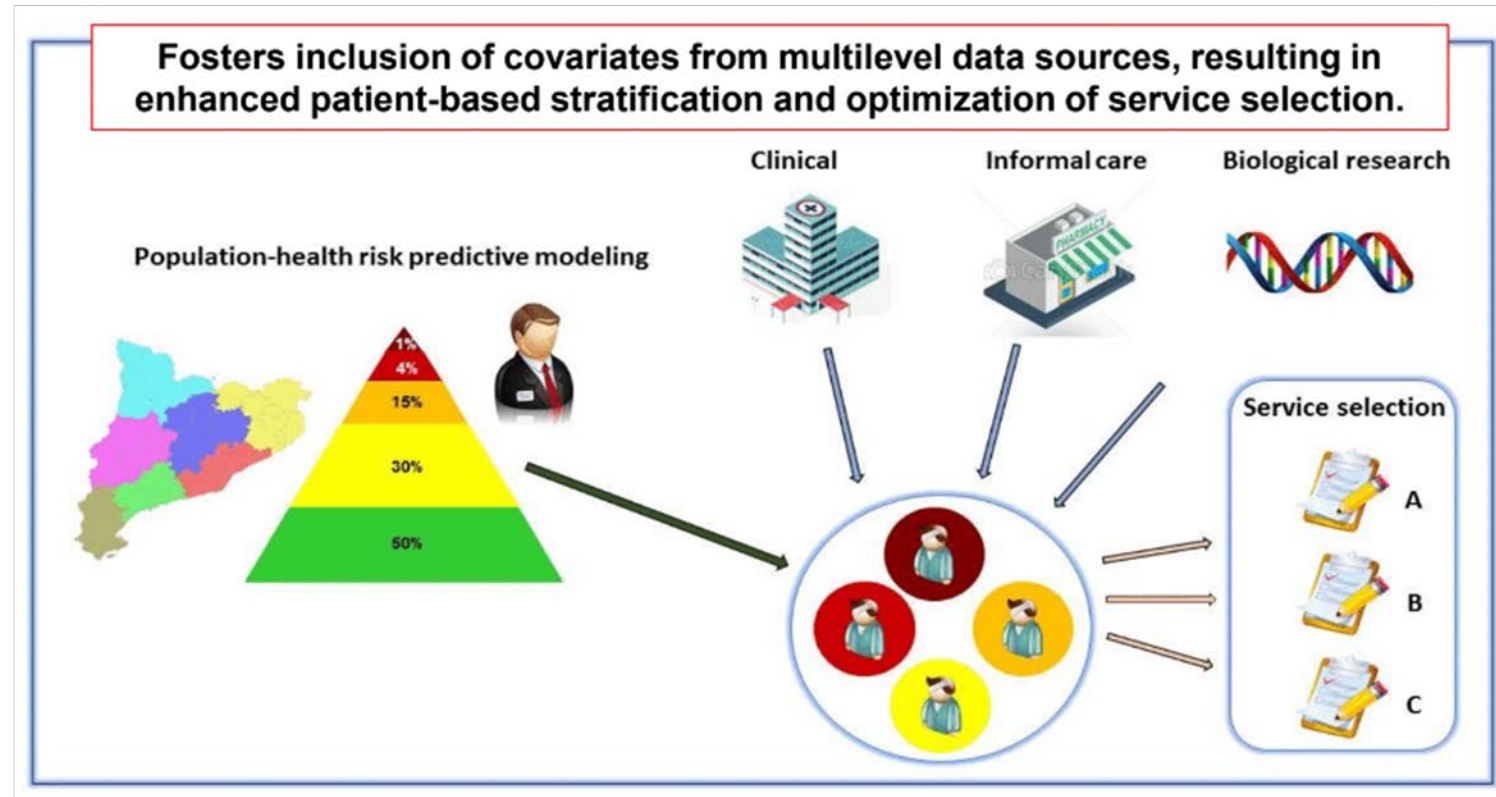 Fosters inclusion of covariates from multilevel data sources, resulting in
enhanced patient-based stratification and optimization of service selection.
Clinical
Informal care
Biological research
PHARMACY
Population-health risk predictive modeling
1%
4%
15%
30%
50%
Service selection
A
B
C